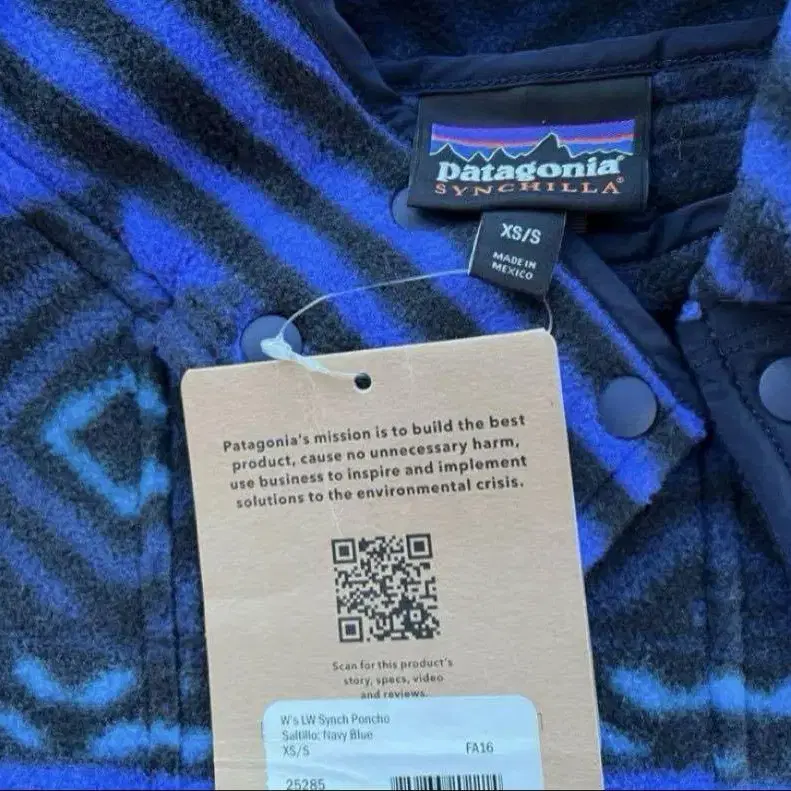 patagonia®
SYNCHILLA®
XS/S
MADE IN
MEXICO
Patagonia's mission is to build the best
product, cause no unnecessary harm,
use business to inspire and implement
solutions to the environmental crisis.
Scan for this product's
story, specs, video
and reviews.
W's LW Synch Poncho
Saltillo: Navy Blue
XS/S FA16
25285